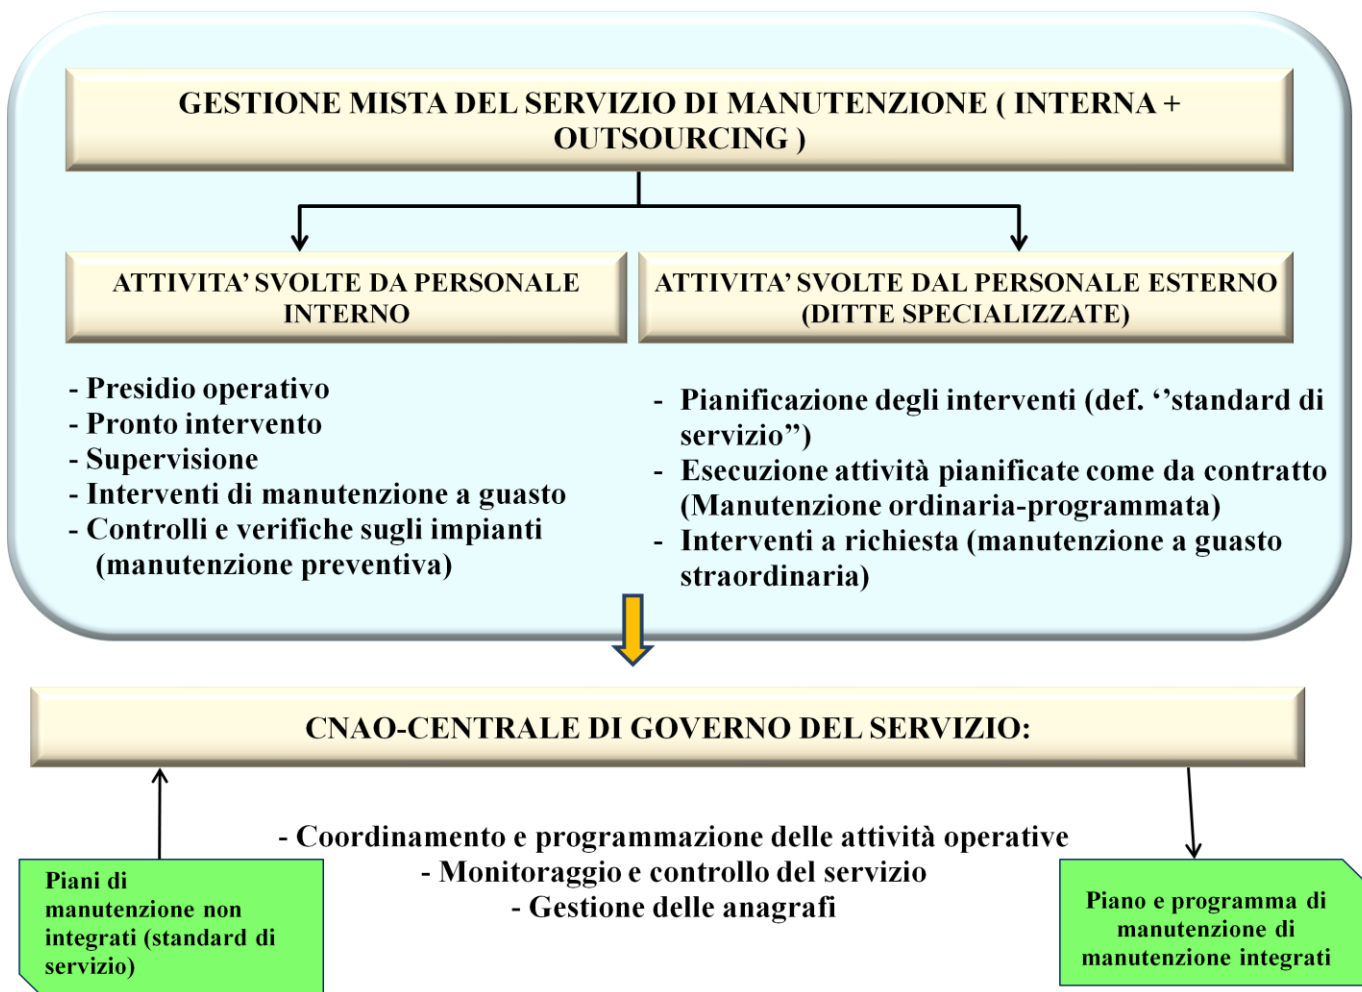 GESTIONE MISTA DEL SERVIZIO DI MANUTENZIONE ( INTERNA +
OUTSOURCING )
ATTIVITA’ SVOLTE DA PERSONALE
INTERNO
ATTIVITA’ SVOLTE DAL PERSONALE ESTERNO
(DITTE SPECIALIZZATE)
- Presidio operativo
- Pronto intervento
- Supervisione
- Interventi di manutenzione a guasto
- Controlli e verifiche sugli impianti
(manutenzione preventiva)
- Pianificazione degli interventi (def. ‘’standard di
servizio”)
- Esecuzione attività pianificate come da contratto
(Manutenzione ordinaria-programmata)
- Interventi a richiesta (manutenzione a guasto
straordinaria)
CNAO-CENTRALE DI GOVERNO DEL SERVIZIO:
- Coordinamento e programmazione delle attività operative
- Monitoraggio e controllo del servizio
- Gestione delle anagrafi
Piani di
manutenzione non
integrati (standard di
servizio)
Piano e programma di
manutenzione di
manutenzione integrati